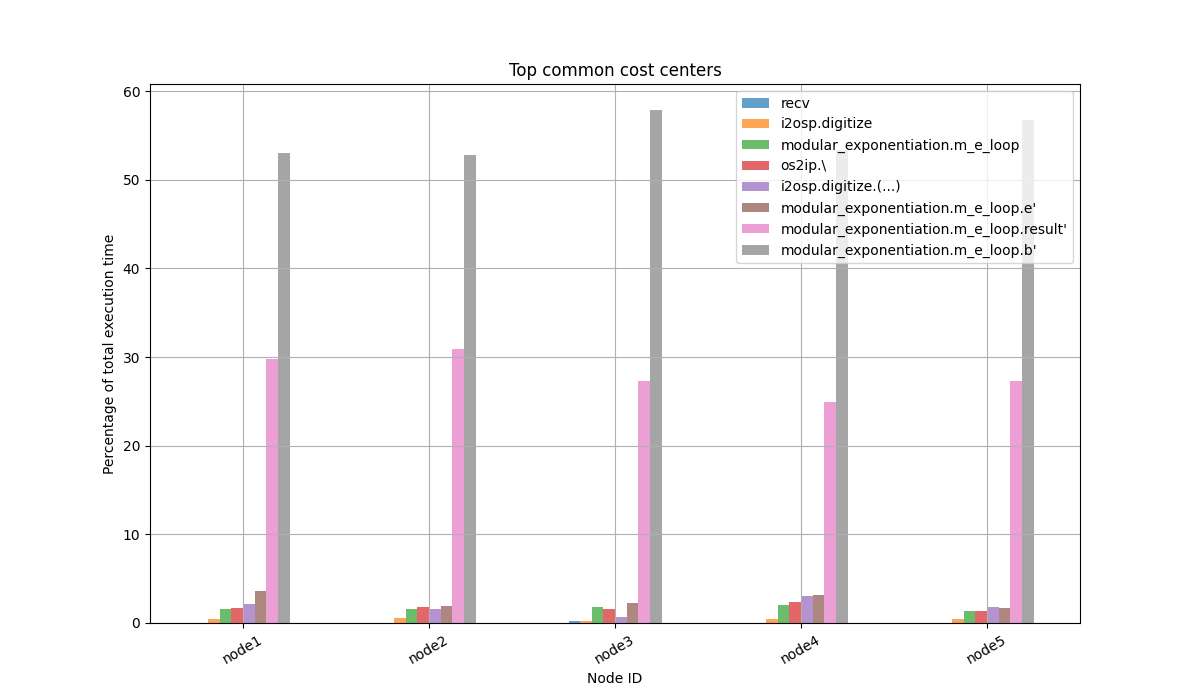 Top common cost centers
60
50
40
30
20
10
0
Percentage of total execution time
recv
i2osp.digitize
modular_exponentiation.m_e_loop
os2ip.\
i2osp.digitize.(...)
modular_exponentiation.m_e_loop.e'
modular_exponentiation.m_e_loop.result'
modular_exponentiation.m_e_loop.b'
node1
node2
node3
node4
node5
Node ID